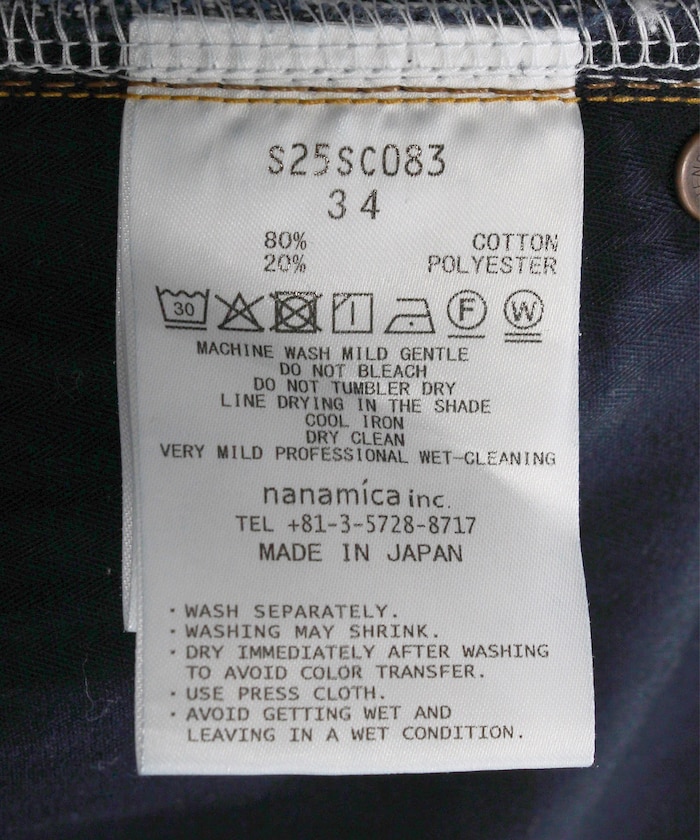 S25SC083
34
80% COTTON
20% POLYESTER
30 F W
MACHINE WASH MILD GENTLE
DO NOT BLEACH
DO NOT TUMBLER DRY
LINE DRYING IN THE SHADE
COOL IRON
DRY CLEAN
VERY MILD PROFESSIONAL WET-CLEANING
nanamíca inc.
TEL +81-3-5728-8717
MADE IN JAPAN
・WASH SEPARATELY.
・WASHING MAY SHRINK.
・DRY IMMEDIATELY AFTER WASHING
TO AVOID COLOR TRANSFER.
・USE PRESS CLOTH.
・AVOID GETTING WET AND
LEAVING IN A WET CONDITION.